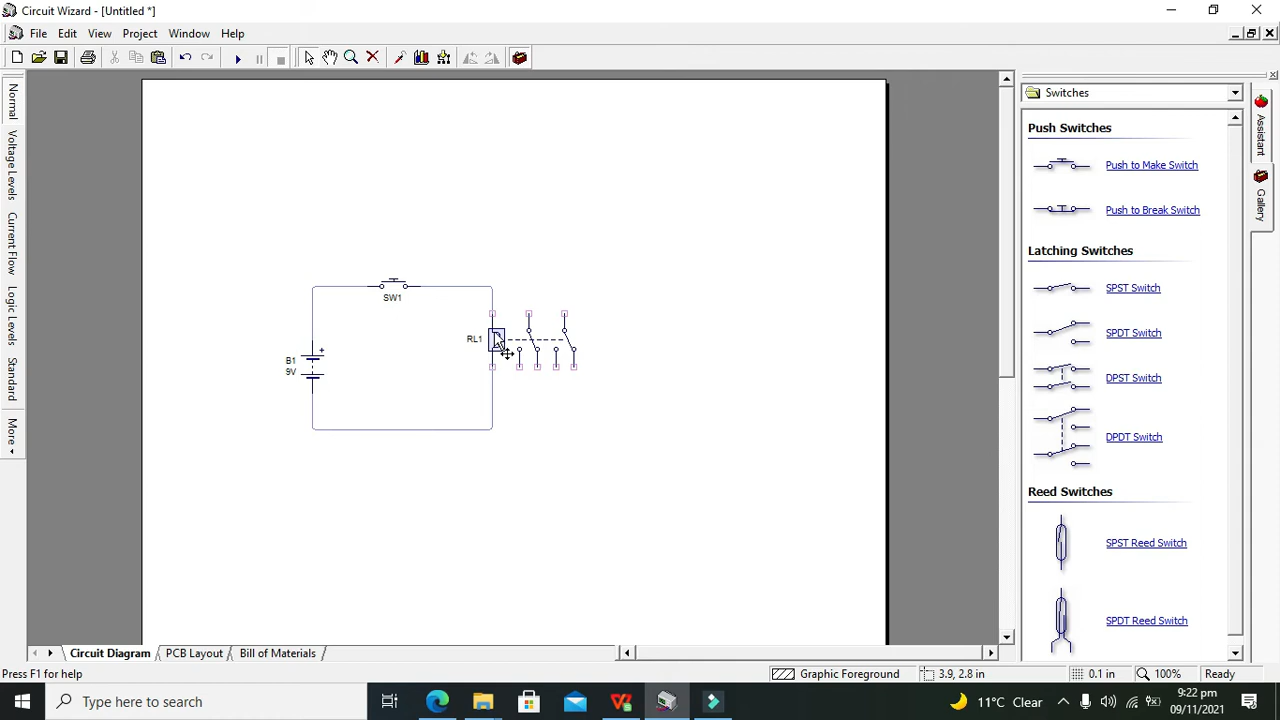 Circuit Wizard - [Untitled *]
File Edit View Project Window Help
Normal
Voltage Levels
Current Flow
Logic Levels
Standard
More
SW1
RL1
B1
9V
+
Switches
Push Switches
Push to Make Switch
Push to Break Switch
Latching Switches
SPST Switch
SPDT Switch
DPST Switch
DPDT Switch
Reed Switches
SPST Reed Switch
SPDT Reed Switch
Assistant
Gallery
Circuit Diagram PCB Layout Bill of Materials
Press F1 for help Graphic Foreground 3.9, 2.8 in 0.1 in 100% Ready
Type here to search 11°C Clear 9:22 pm
09/11/2021